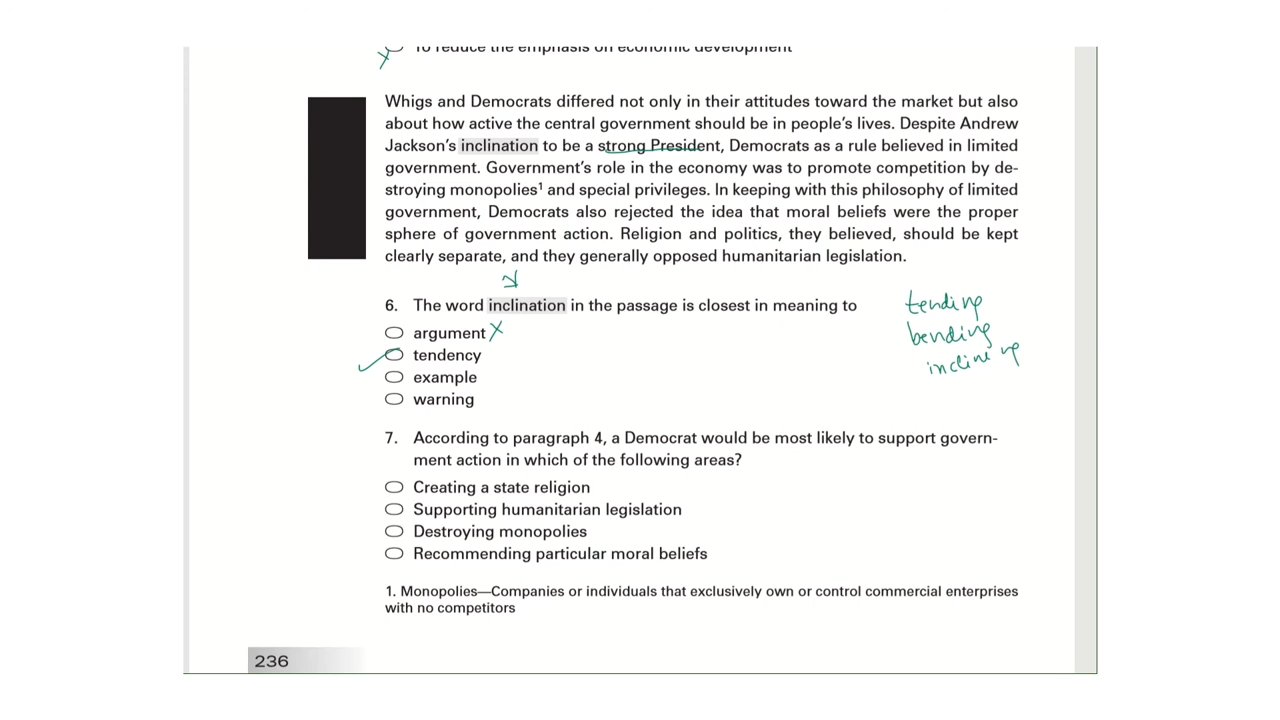 To reduce the emphasis on economic development
Whigs and Democrats differed not only in their attitudes toward the market but also
about how active the central government should be in people's lives. Despite Andrew
Jackson's inclination to be a strong President, Democrats as a rule believed in limited
government. Government's role in the economy was to promote competition by de-
stroying monopolies¹ and special privileges. In keeping with this philosophy of limited
government, Democrats also rejected the idea that moral beliefs were the proper
sphere of government action. Religion and politics, they believed, should be kept
clearly separate, and they generally opposed humanitarian legislation.
6. The word inclination in the passage is closest in meaning to
argument
tendency
example
warning
tending
bending
incline up
7. According to paragraph 4, a Democrat would be most likely to support govern-
ment action in which of the following areas?
Creating a state religion
Supporting humanitarian legislation
Destroying monopolies
Recommending particular moral beliefs
1. Monopolies—Companies or individuals that exclusively own or control commercial enterprises
with no competitors
236